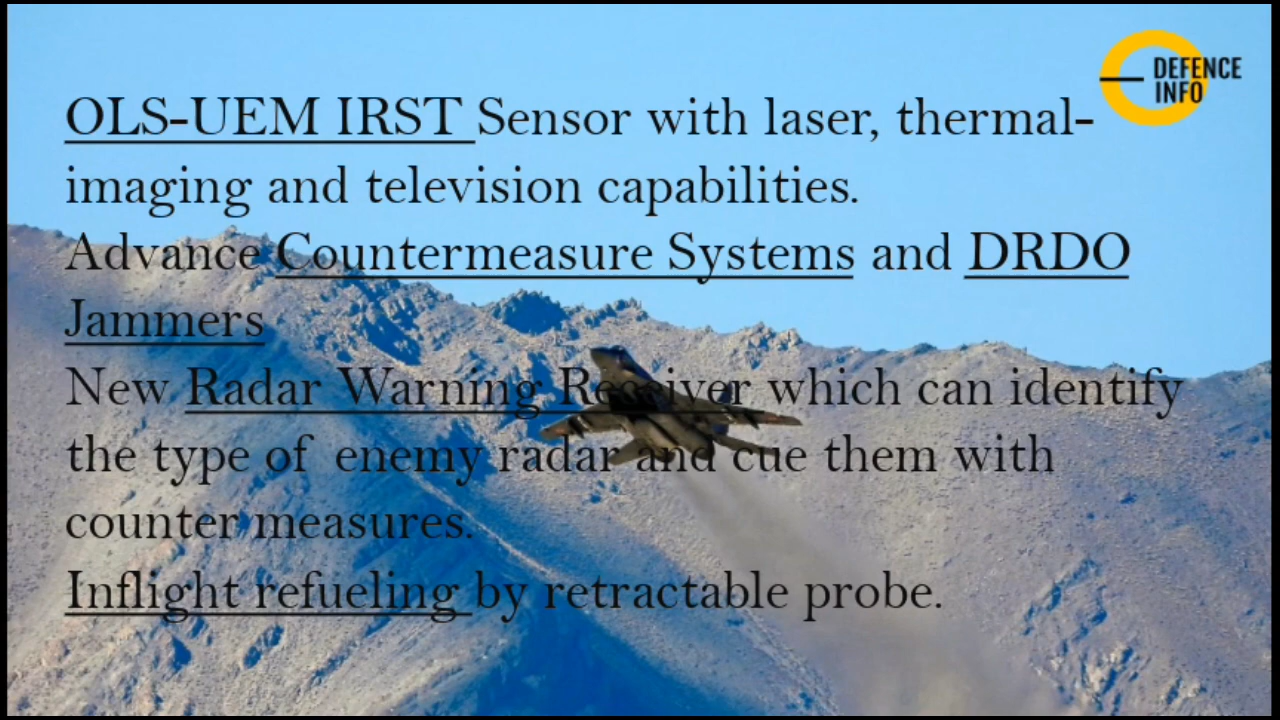 DEFENCE
INFO
OLS-UEM IRST Sensor with laser, thermal-
imaging and television capabilities.
Advance Countermeasure Systems and DRDO
Jammers
New Radar Warning Receiver which can identify
the type of  enemy radar and cue them with
counter measures.
Inflight refueling by retractable probe.